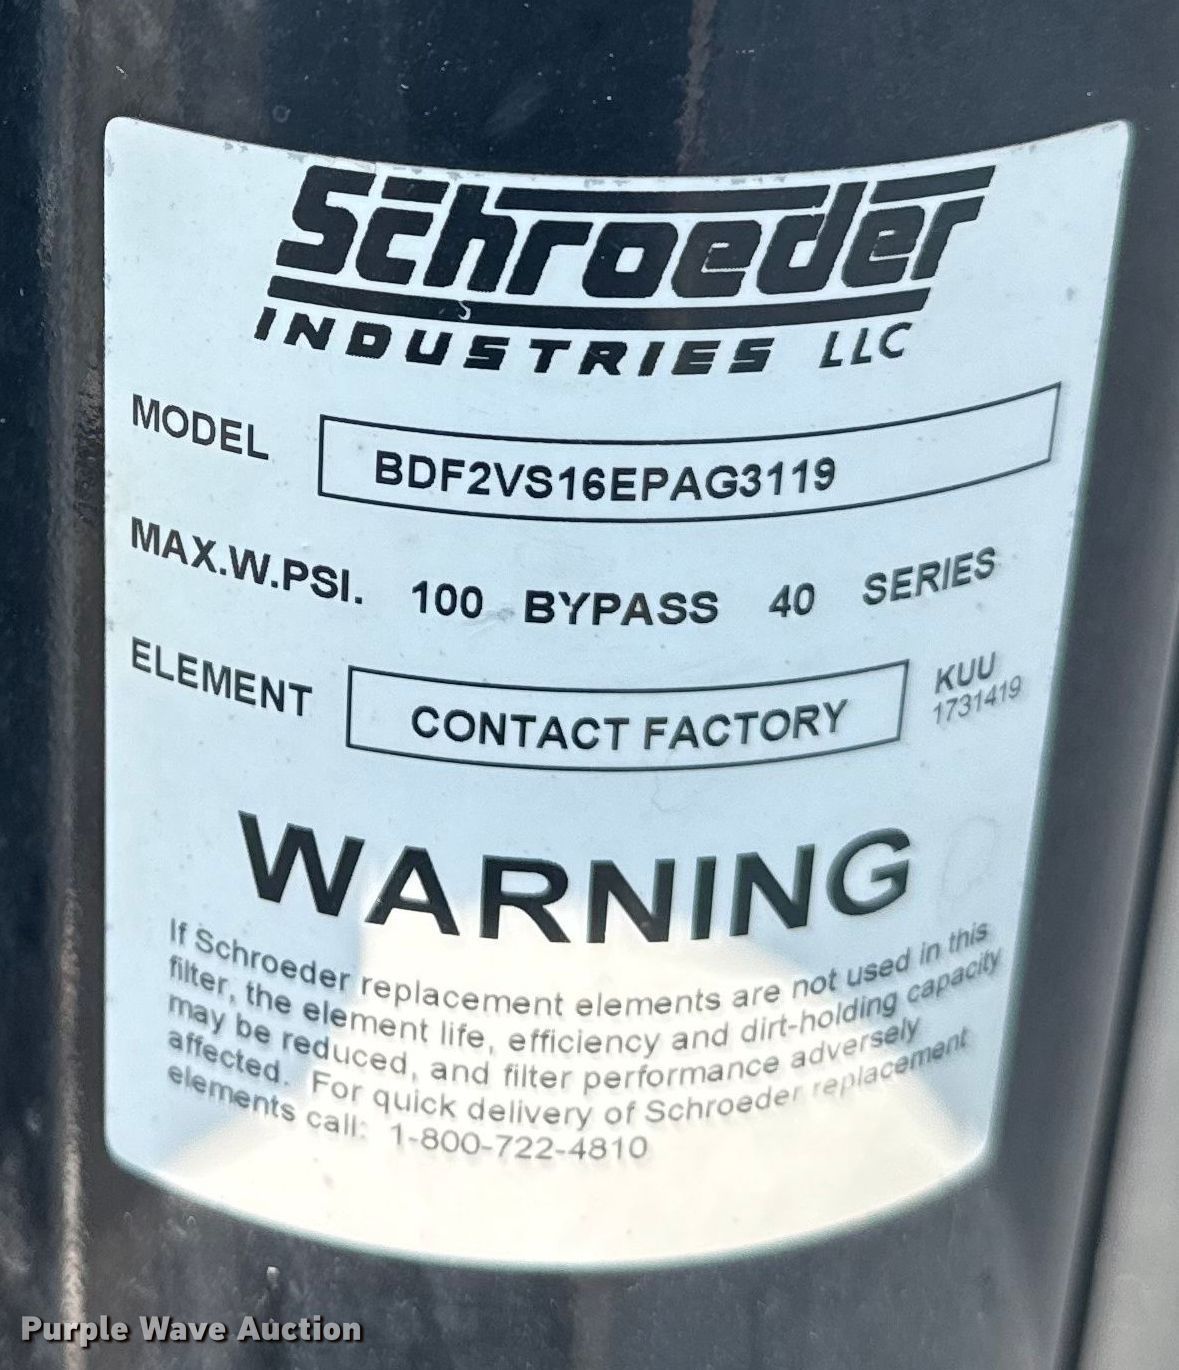 Schroeder
INDUSTRIES LLC
MODEL BDF2VS16EPAG3119
MAX.W.PSI. 100 BYPASS 40 SERIES
ELEMENT CONTACT FACTORY KUU
1731419
WARNING
If Schroeder replacement elements are not used in this
filter, the element life, efficiency and dirt-holding capacity
may be reduced, and filter performance adversely
affected. For quick delivery of Schroeder replacement
elements call: 1-800-722-4810
Purple Wave Auction